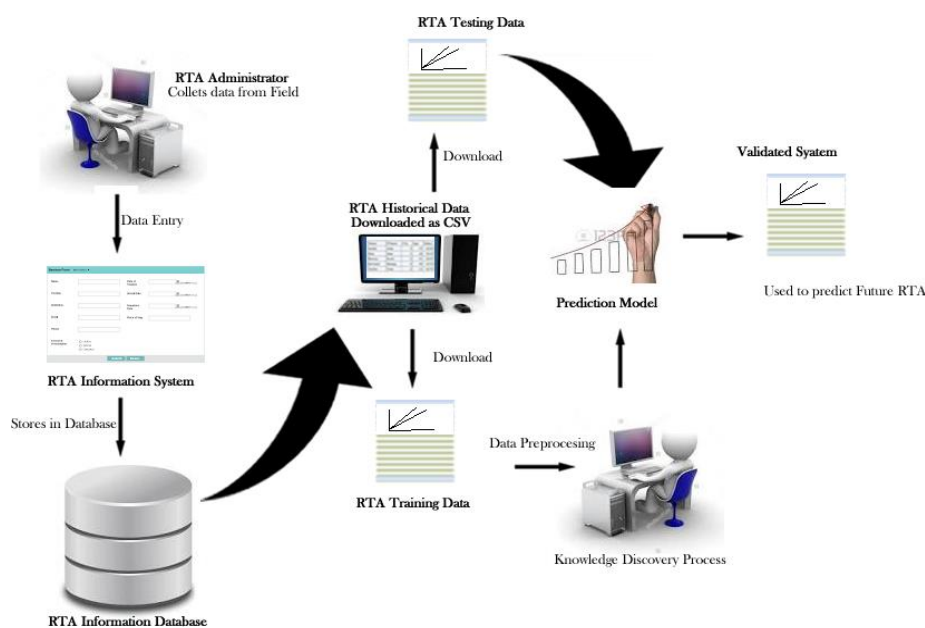 RTA Testing Data
RTA Administrator
Collets data from Field
Download
Validated Syatem
Data Entry
RTA Historical Data
Downloaded as CSV
123
Prediction Model
Used to predict Future RTA
Download
RTA Information System
Stores in Database
Data Preprocesing
RTA Training Data
Knowledge Discovery Process
RTA Information Database